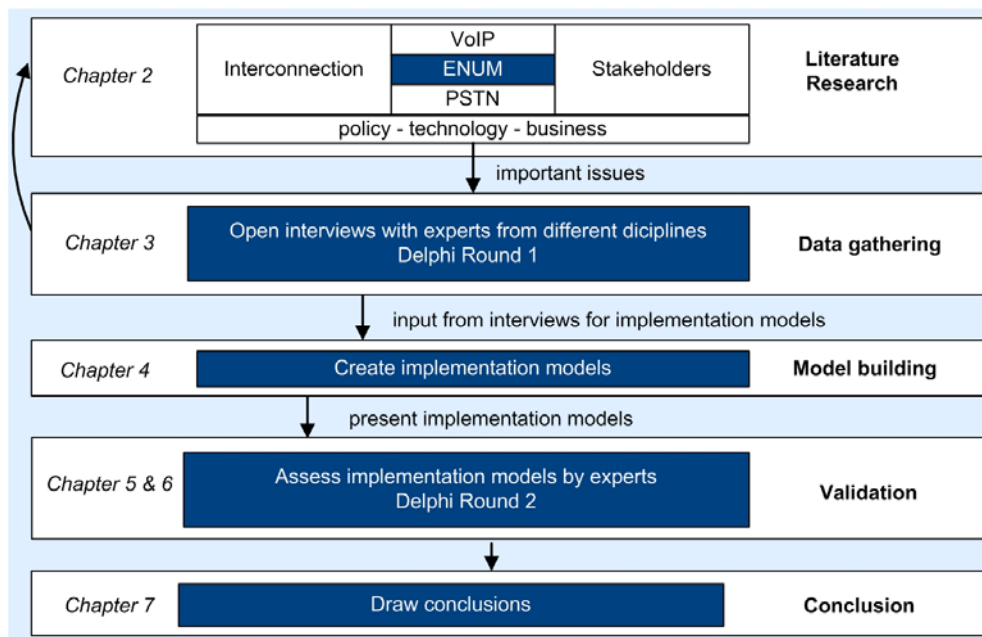 Chapter 2
Interconnection
VoIP
ENUM
PSTN
Stakeholders
policy - technology - business
Literature
Research
important issues
Chapter 3
Open interviews with experts from different diciplines
Delphi Round 1
Data gathering
input from interviews for implementation models
Chapter 4
Create implementation models
Model building
present implementation models
Chapter 5 & 6
Assess implementation models by experts
Delphi Round 2
Validation
Chapter 7
Draw conclusions
Conclusion